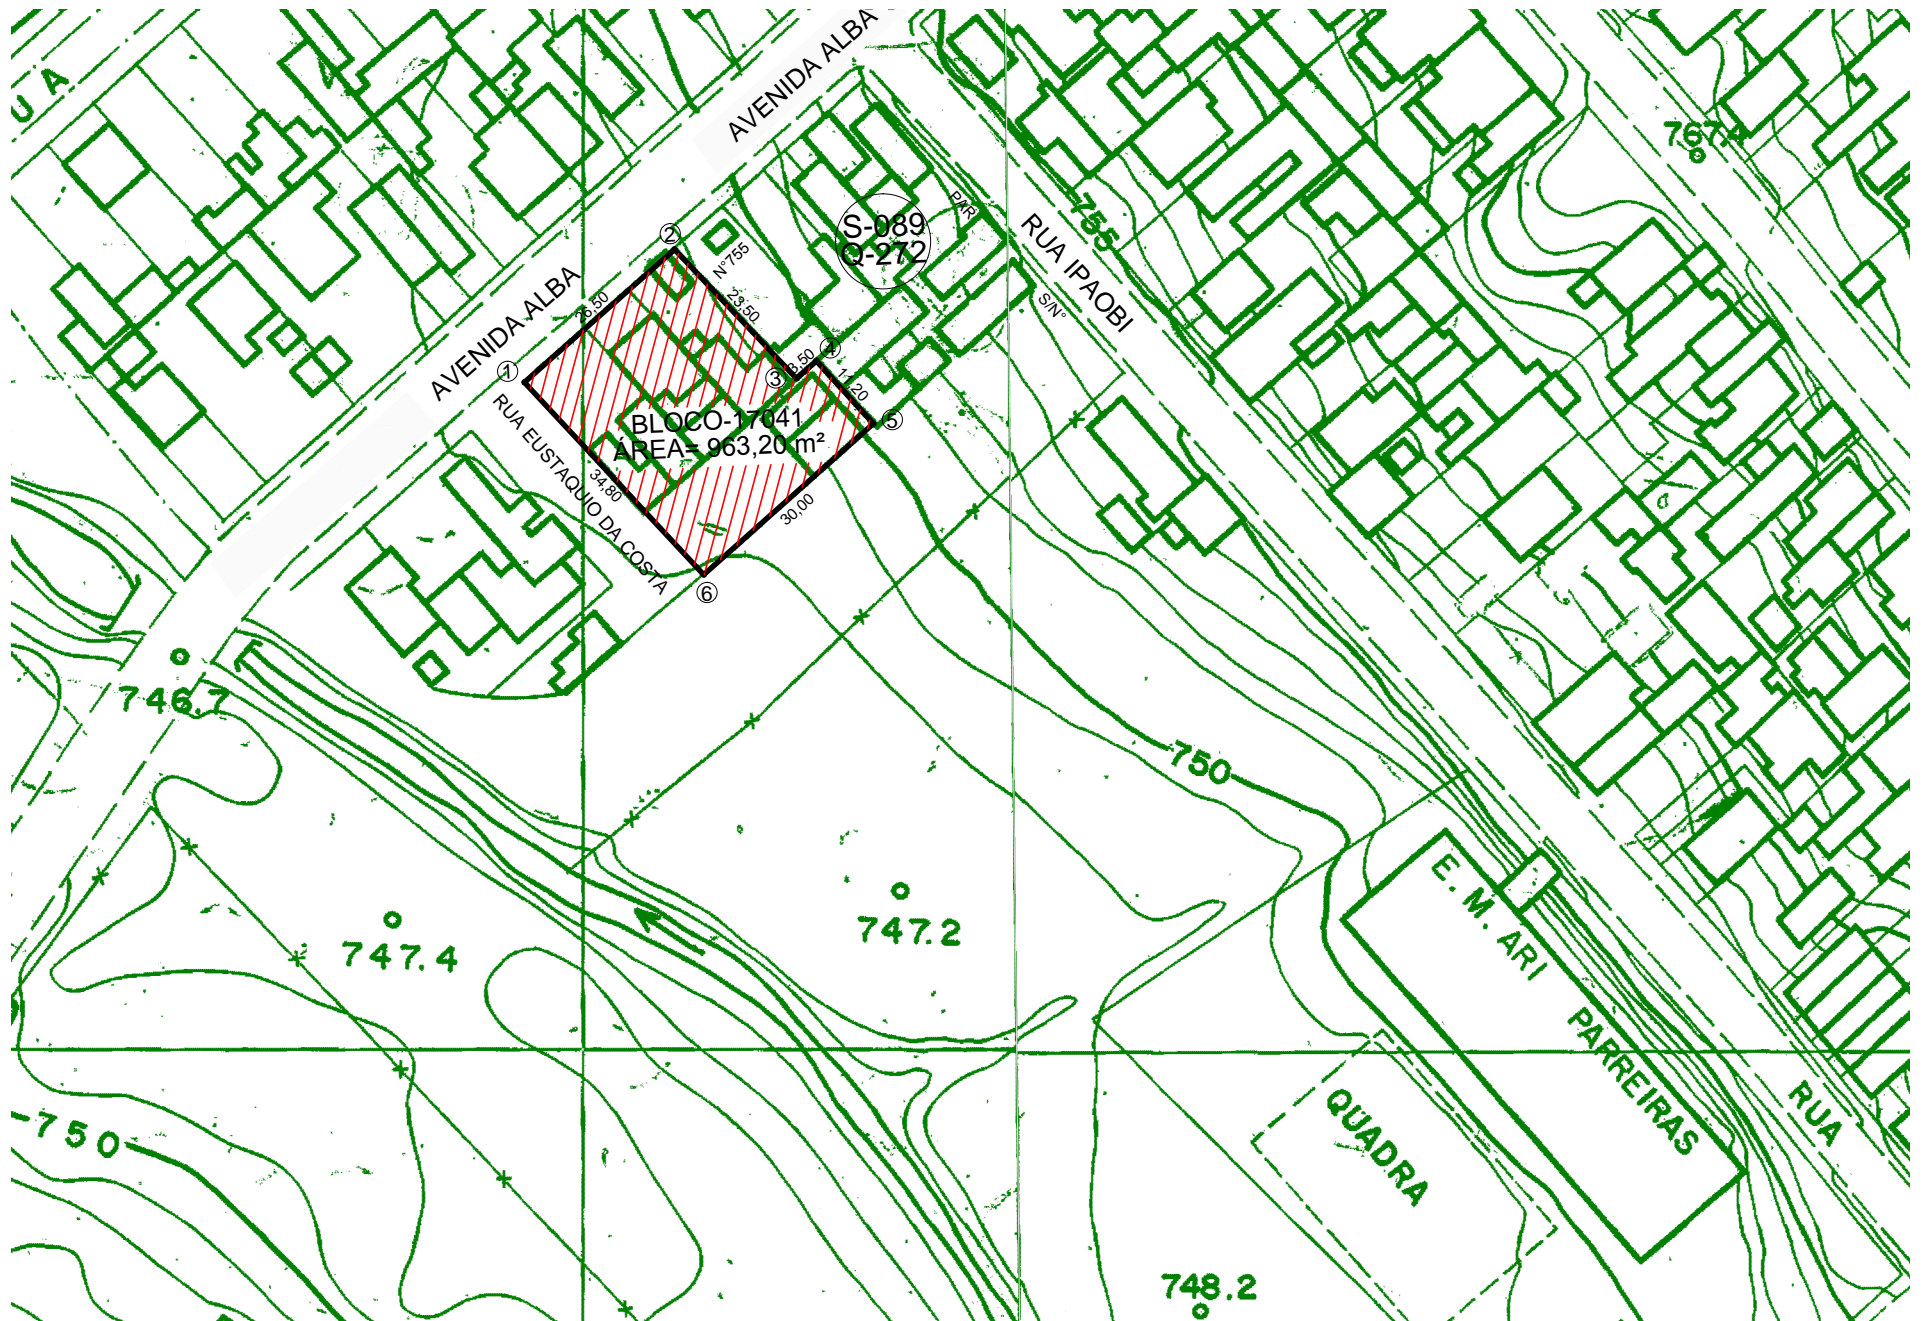 UA
AVENIDA ALBA
767.4
S-089
Q-272
PAR
755
RUA IPAOBI
S/N°
N°755
②
26,50
23,50
AVENIDA ALBA
①
③
3,50
④
11,20
⑤
BLOCO-17041
ÁREA= 963,20 m²
RUA EUSTAQUIO DA COSTA
34,80
30,00
⑥
746.7
750
747.4
747.2
E. M. ARI PARREIRAS
QUADRA
RUA
750
748.2